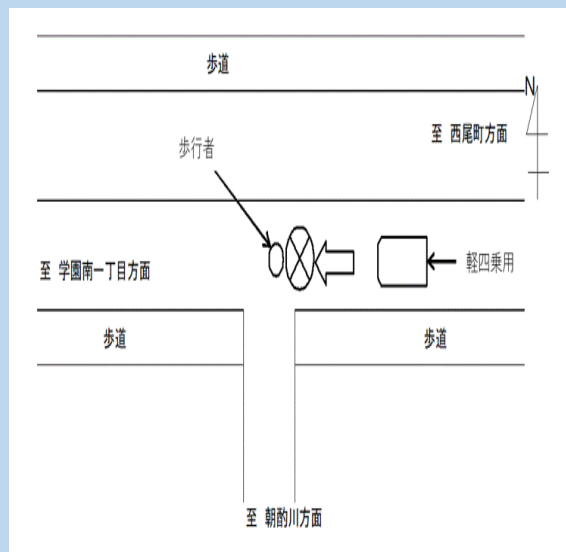 歩道
N
至 西尾町方面
歩行者
至 学園南一丁目方面
軽四乗用
歩道
歩道
至 朝酌川方面